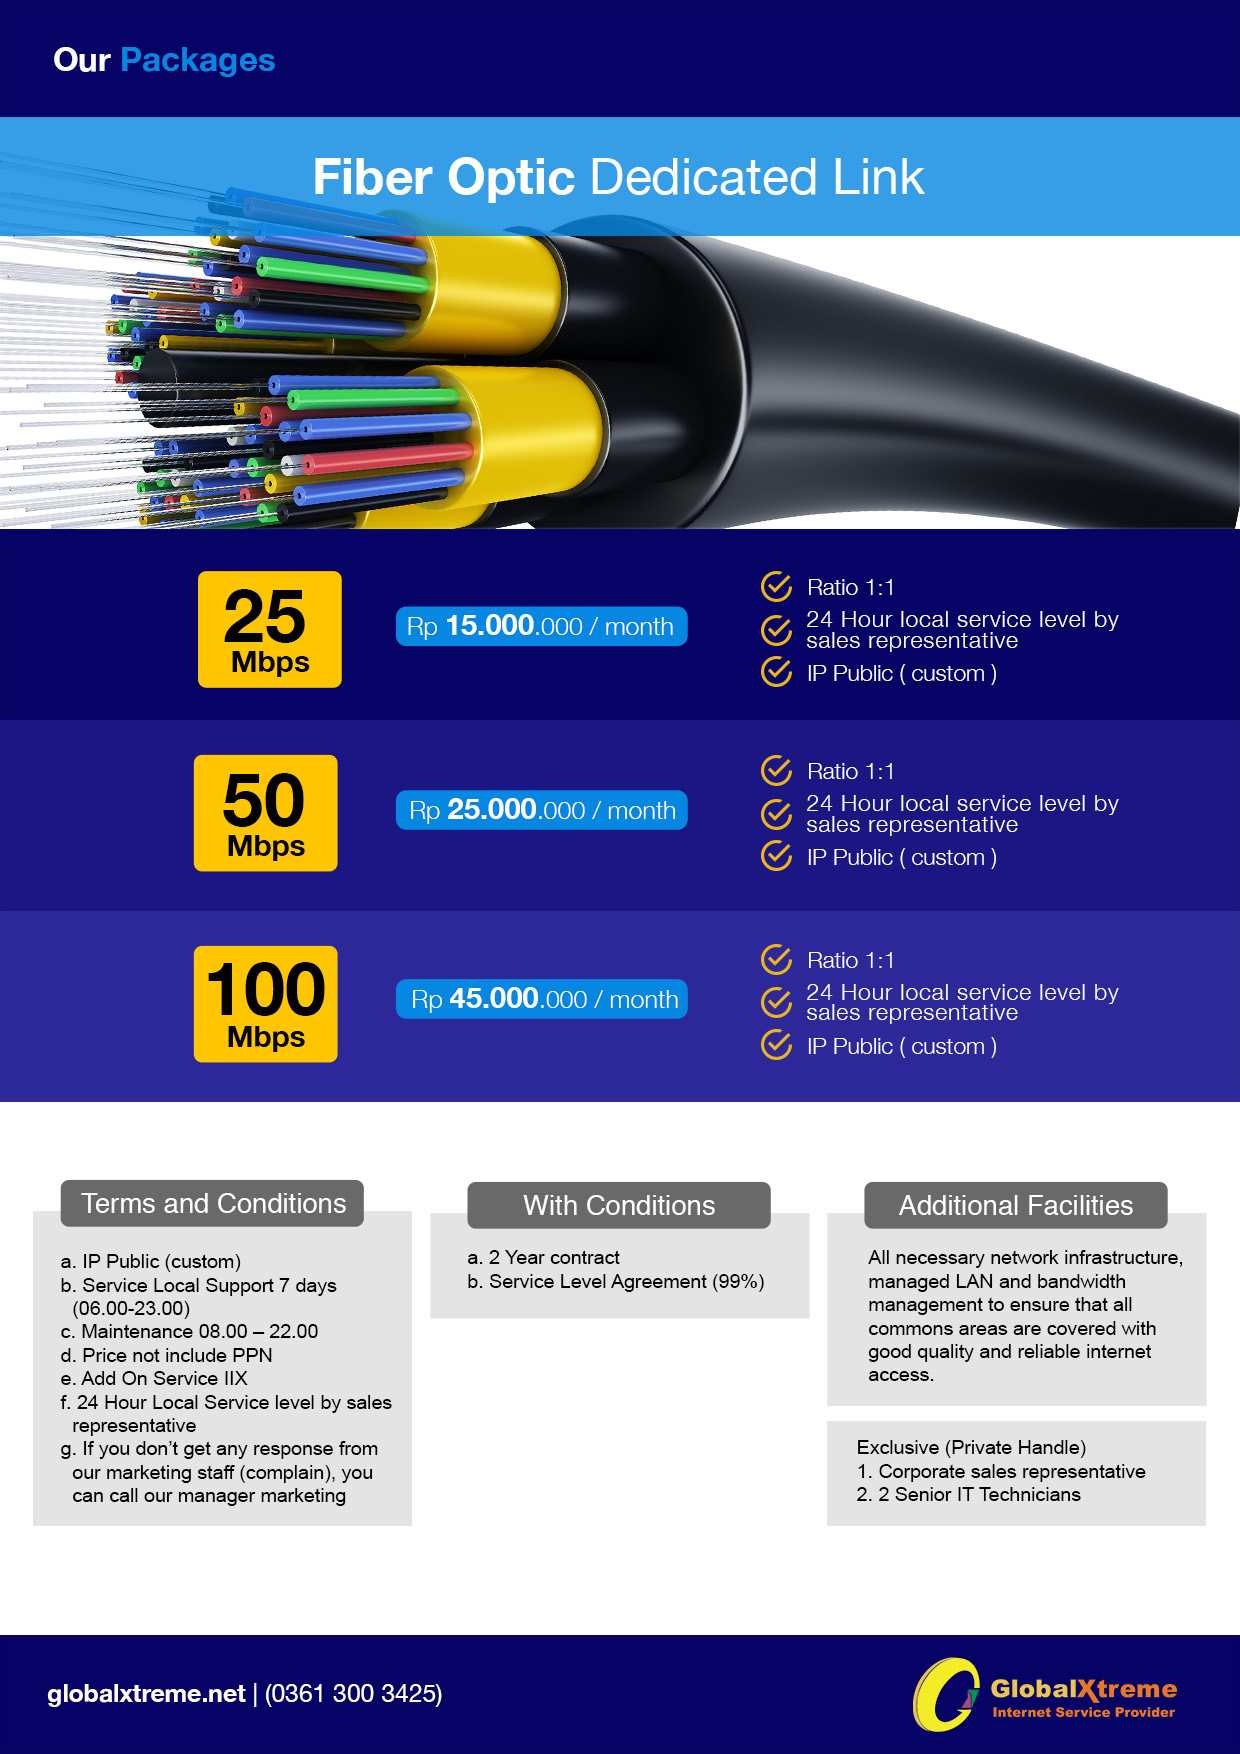 Our Packages
Fiber Optic Dedicated Link
25
Mbps
Rp 15.000.000 / month
Ratio 1:1
24 Hour local service level by
sales representative
IP Public ( custom )
50
Mbps
Rp 25.000.000 / month
Ratio 1:1
24 Hour local service level by
sales representative
IP Public ( custom )
100
Mbps
Rp 45.000.000 / month
Ratio 1:1
24 Hour local service level by
sales representative
IP Public ( custom )
Terms and Conditions
a. IP Public (custom)
b. Service Local Support 7 days
(06.00-23.00)
c. Maintenance 08.00 – 22.00
d. Price not include PPN
e. Add On Service IIX
f. 24 Hour Local Service level by sales
representative
g. If you don’t get any response from
our marketing staff (complain), you
can call our manager marketing
With Conditions
a. 2 Year contract
b. Service Level Agreement (99%)
Additional Facilities
All necessary network infrastructure,
managed LAN and bandwidth
management to ensure that all
commons areas are covered with
good quality and reliable internet
access.
Exclusive (Private Handle)
1. Corporate sales representative
2. 2 Senior IT Technicians
globalxtreme.net | (0361 300 3425)
GlobalXtreme
Internet Service Provider